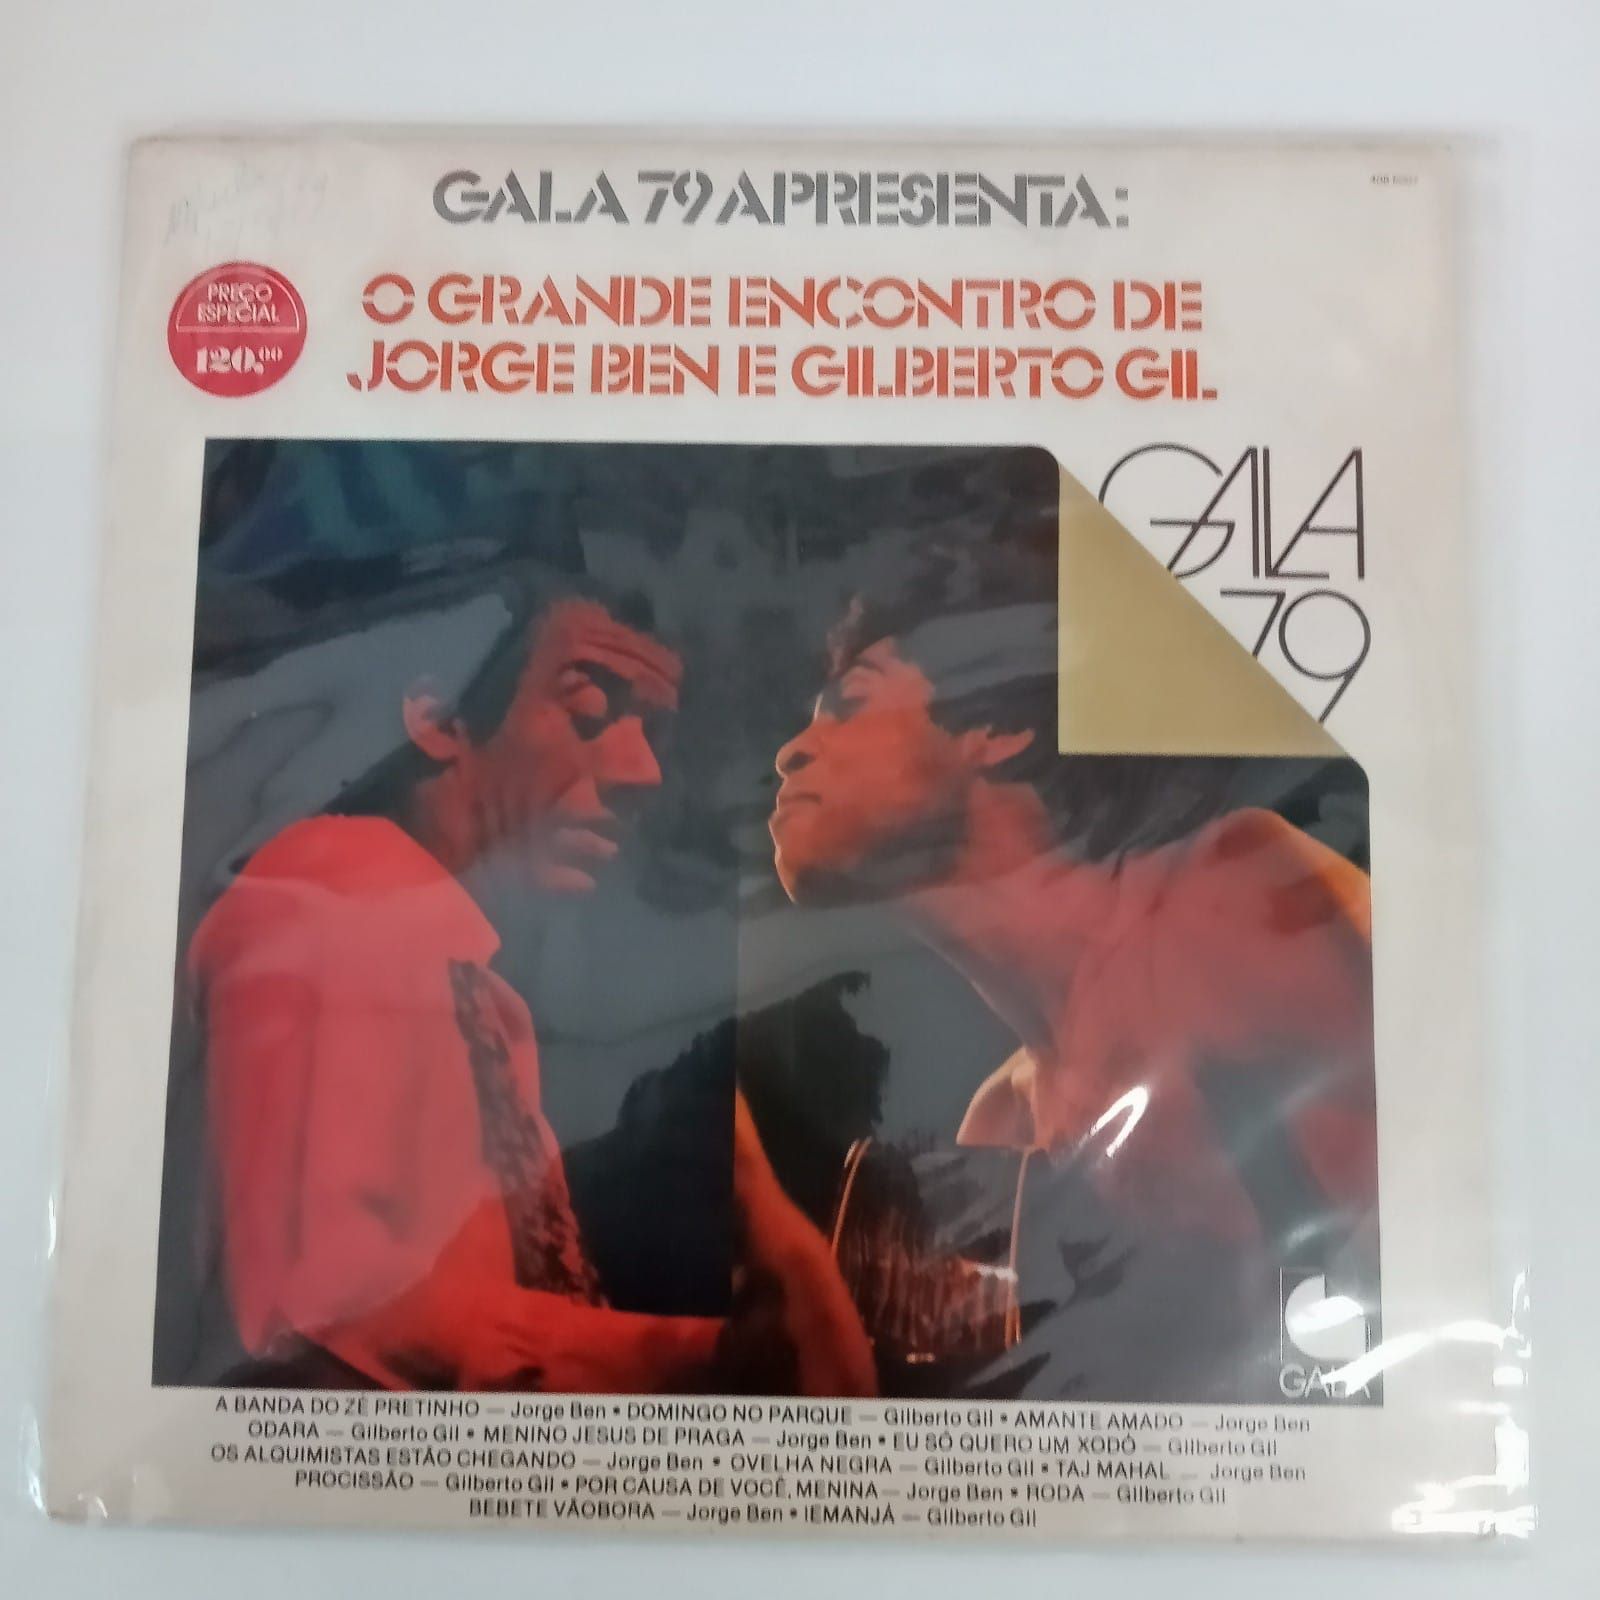 GALA 79 APRESENTA:
PREÇO
ESPECIAL
120,00
O GRANDE ENCONTRO DE
JORGE BEN E GILBERTO GIL
GALA
79
GALA
A BANDA DO ZÉ PRETINHO — Jorge Ben • DOMINGO NO PARQUE — Gilberto Gil • AMANTE AMADO — Jorge Ben
ODARA — Gilberto Gil • MENINO JESUS DE PRAGA — Jorge Ben • EU SÓ QUERO UM XODÓ — Gilberto Gil
OS ALQUIMISTAS ESTÃO CHEGANDO — Jorge Ben • OVELHA NEGRA — Gilberto Gil • TAJ MAHAL — Jorge Ben
PROCISSÃO — Gilberto Gil • POR CAUSA DE VOCÊ, MENINA — Jorge Ben • RODA — Gilberto Gil
BEBETE VÃOBORA — Jorge Ben • IEMANJÁ — Gilberto Gil